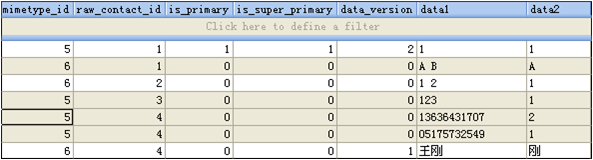 mimetype_id raw_contact_id is_primary is_super_primary data_version data1 data2
Click here to define a filter
5 1 1 1 2 1 1
6 1 0 0 0 A B A
6 2 0 0 0 1 2 1
5 3 0 0 0 123 1
5 4 0 0 0 13636431707 2
5 4 0 0 0 05175732549 1
6 4 0 0 1 王刚 刚